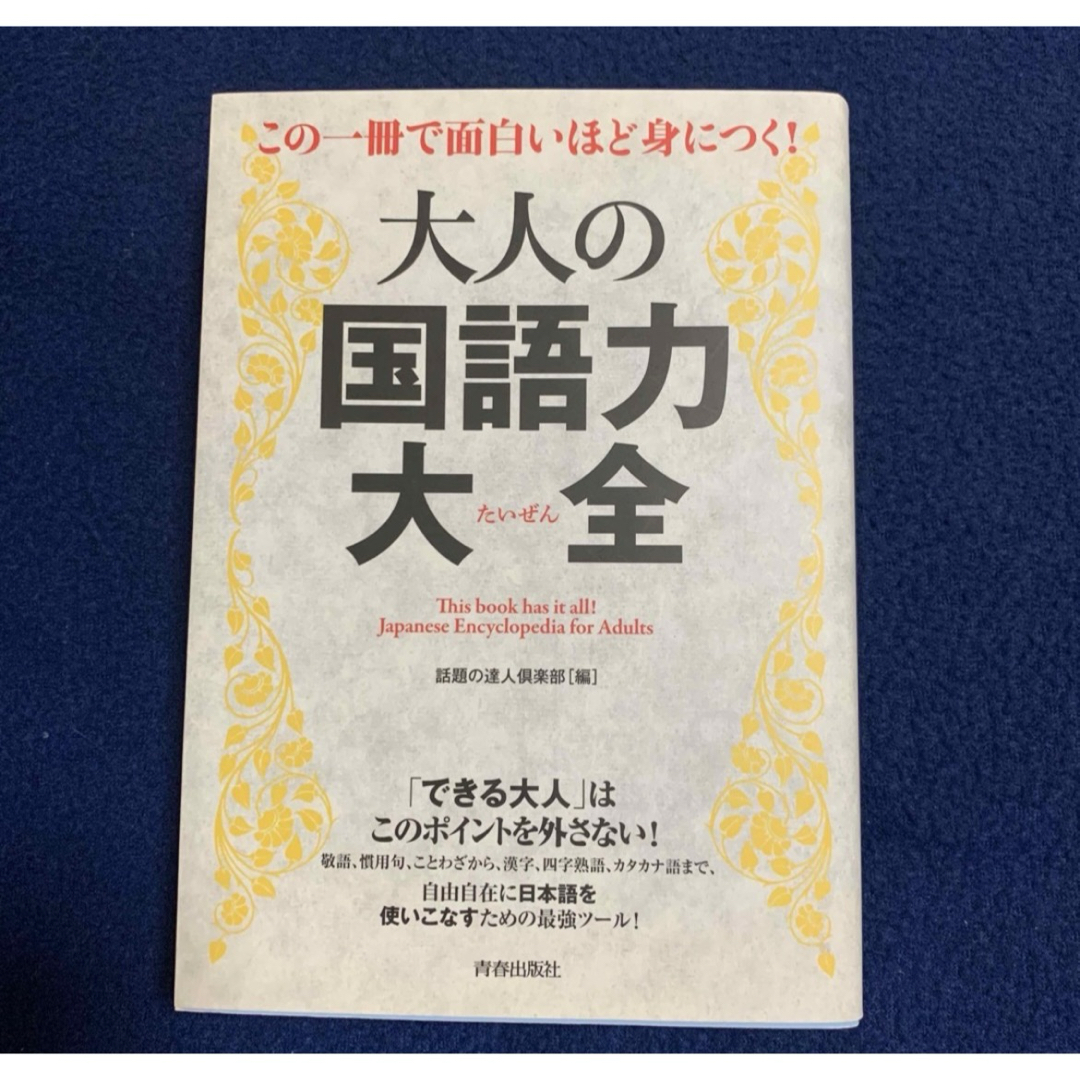 この一冊で面白いほど身につく!
大人の
国語力
大全
たいぜん
This book has it all!
Japanese Encyclopedia for Adults
話題の達人倶楽部[編]
「できる大人」は
このポイントを外さない!
敬語、慣用句、ことわざから、漢字、四字熟語、カタカナ語まで、
自由自在に日本語を
使いこなすための最強ツール!
青春出版社